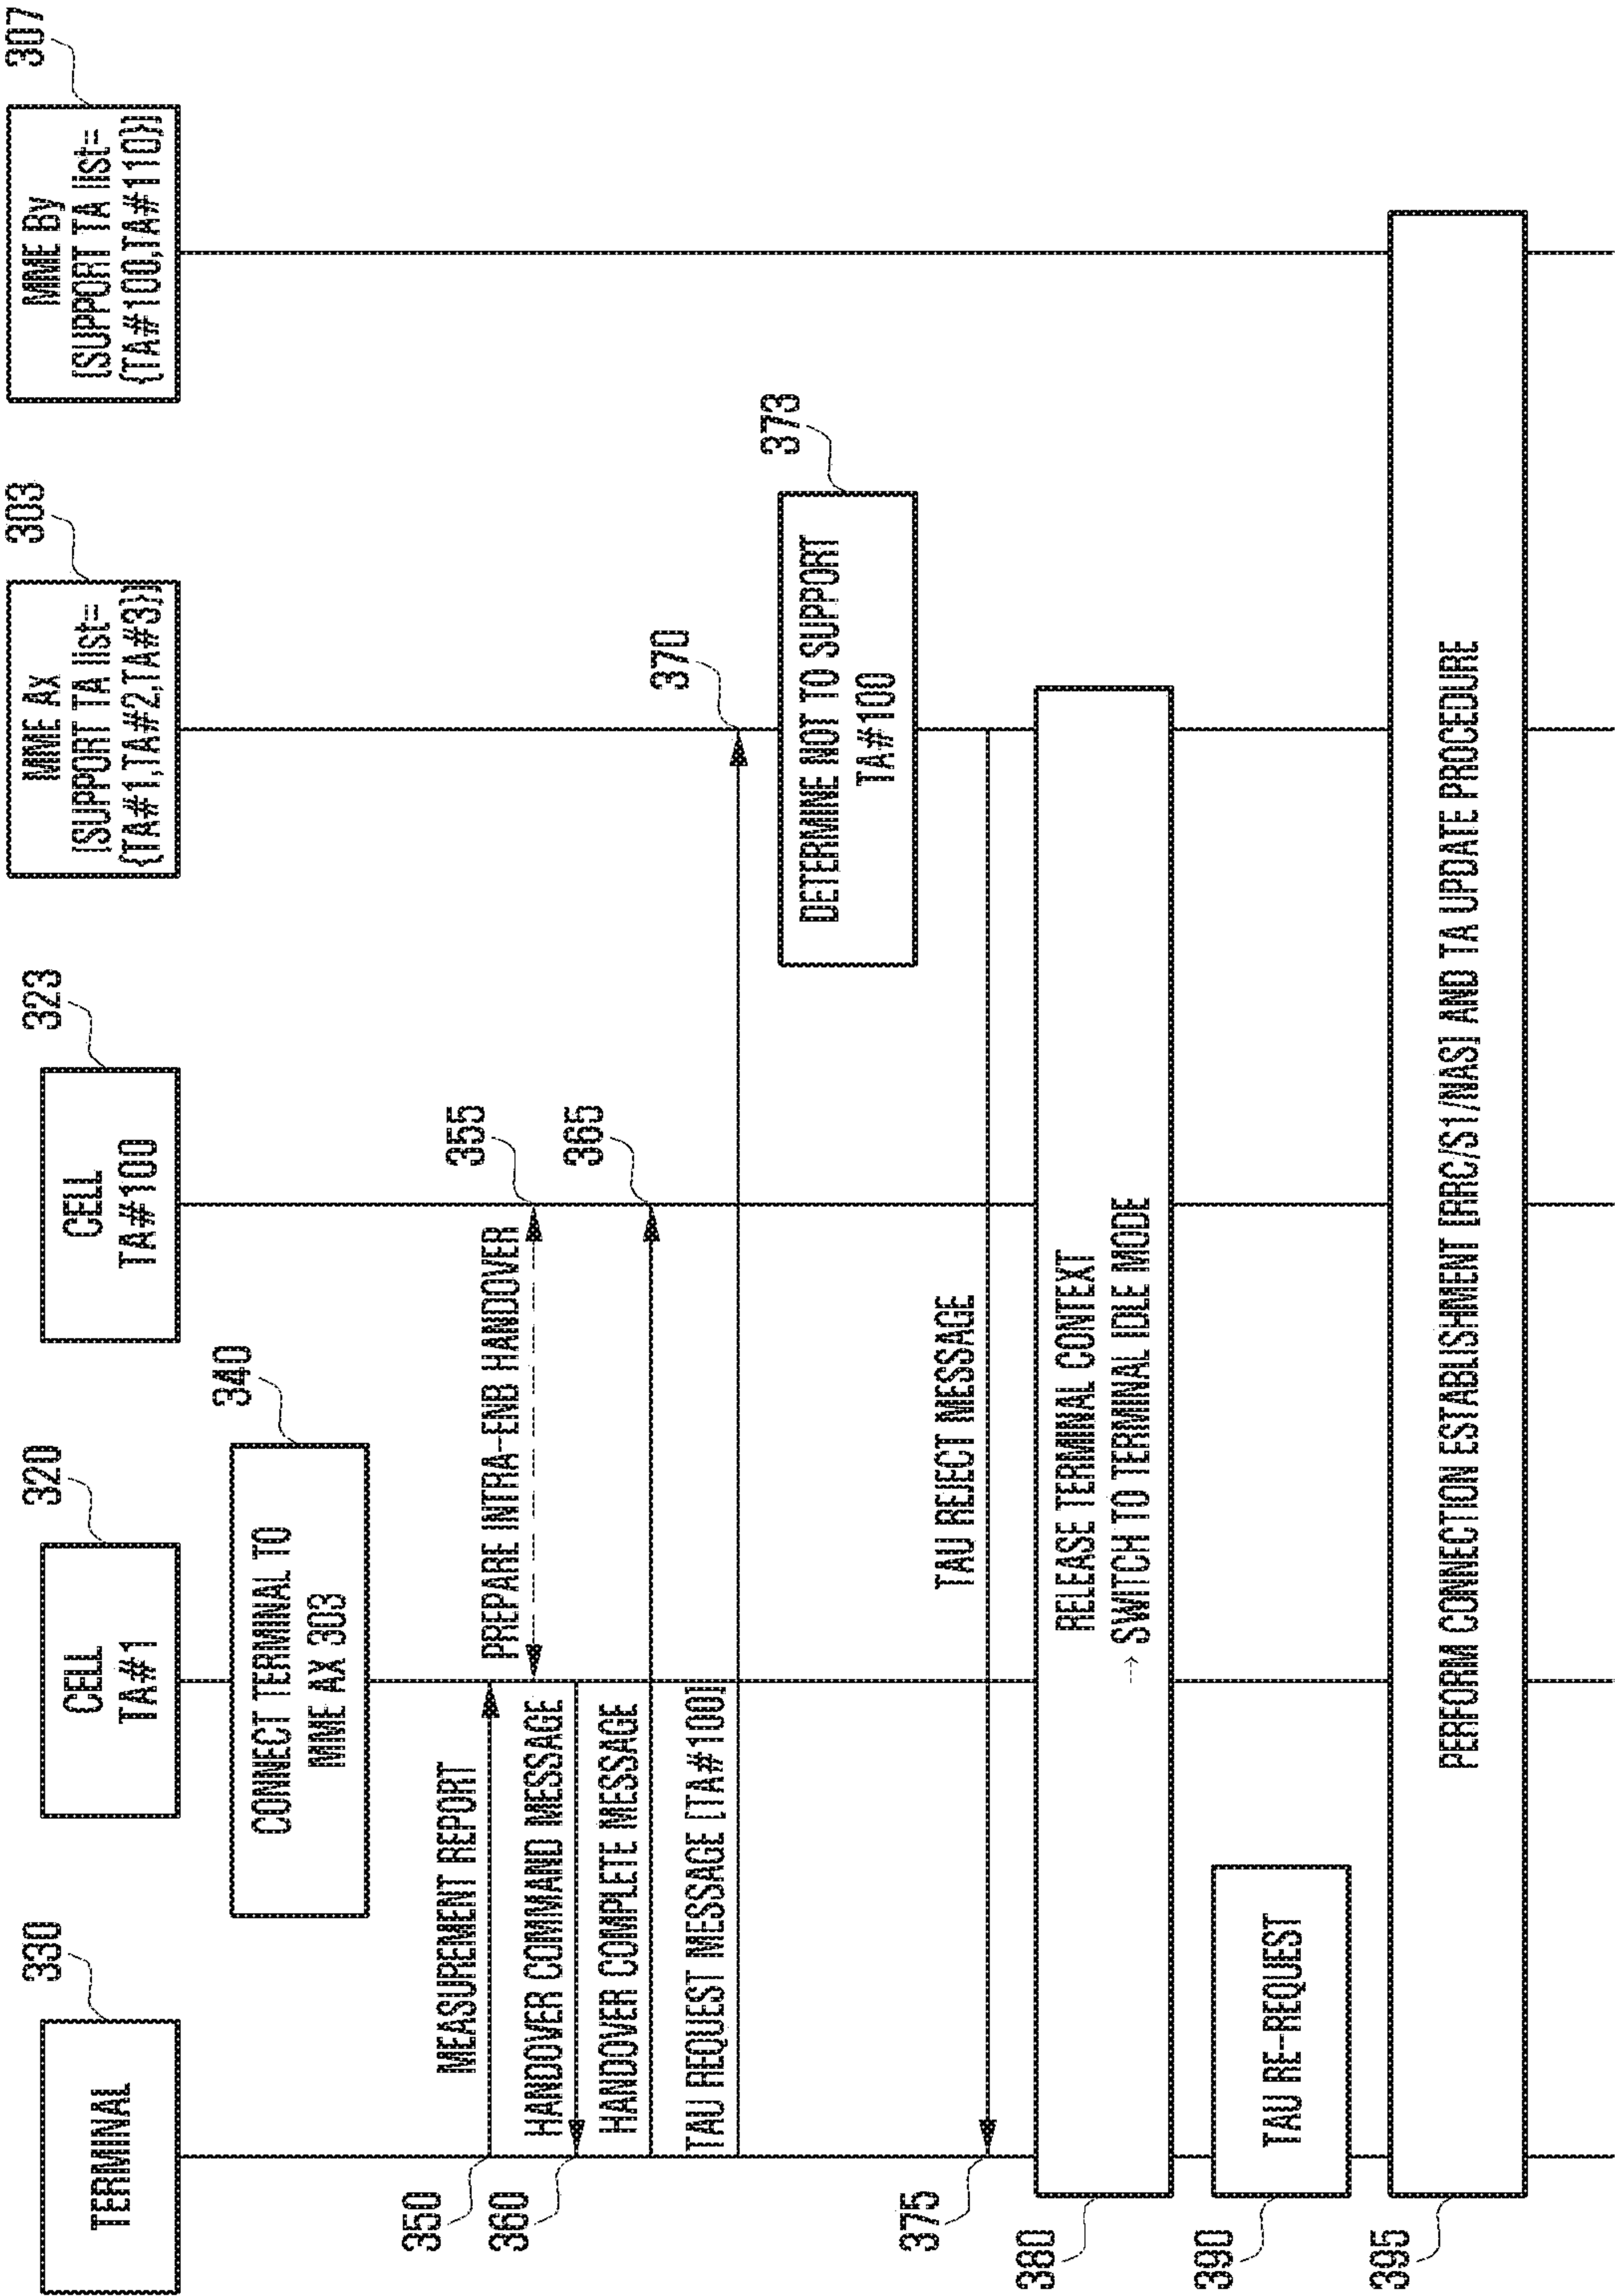 330
TERMINAL
320
CELL
TA#1
323
CELL
TA#100
303
MME Ax
[SUPPORT TA list=
{TA#1,TA#2,TA#3}]
307
MME By
[SUPPORT TA list=
{TA#100,TA#110}]
340
CONNECT TERMINAL TO
MME AX 303
350
MEASUREMENT REPORT
355
PREPARE INTRA-ENB HANDOVER
360
HANDOVER COMMAND MESSAGE
365
HANDOVER COMPLETE MESSAGE
370
TAU REQUEST MESSAGE [TA#100]
373
DETERMINE NOT TO SUPPORT
TA#100
375
TAU REJECT MESSAGE
380
RELEASE TERMINAL CONTEXT
→ SWITCH TO TERMINAL IDLE MODE
390
TAU RE-REQUEST
395
PERFORM CONNECTION ESTABLISHMENT [RRC/S1/NAS] AND TA UPDATE PROCEDURE